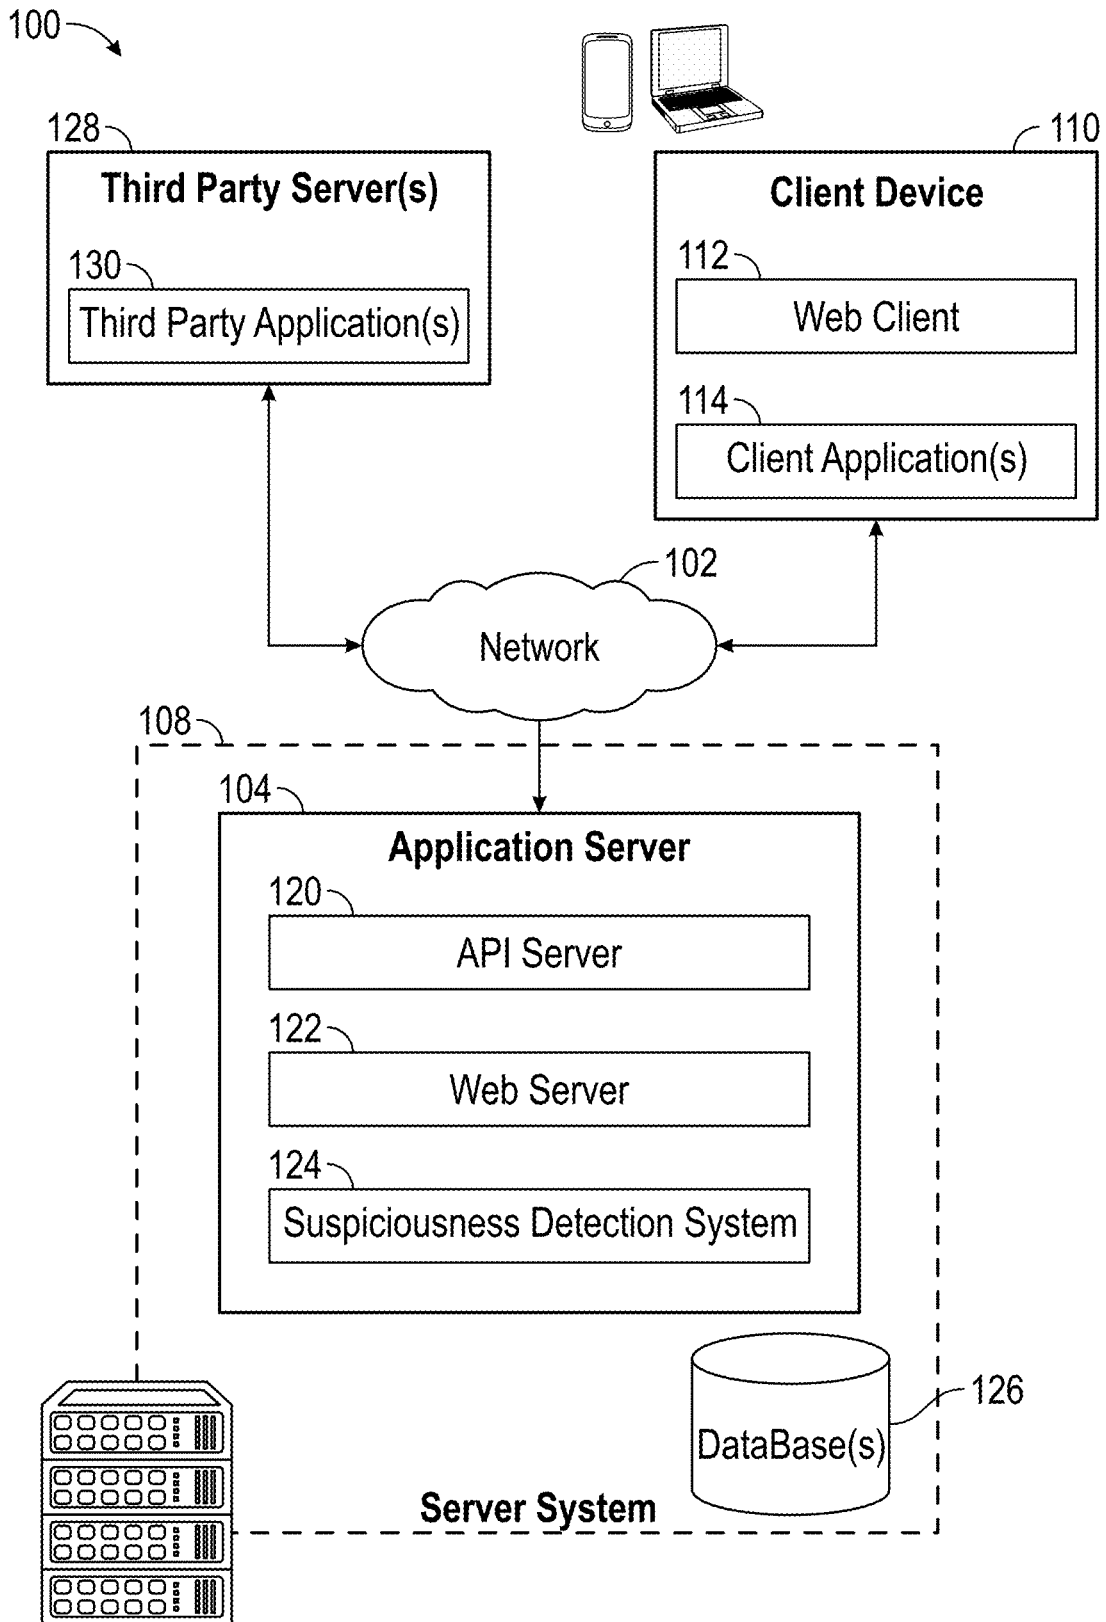 100
128
Third Party Server(s)
130
Third Party Application(s)
110
Client Device
112
Web Client
114
Client Application(s)
102
Network
108
104
Application Server
120
API Server
122
Web Server
124
Suspiciousness Detection System
126
DataBase(s)
Server System